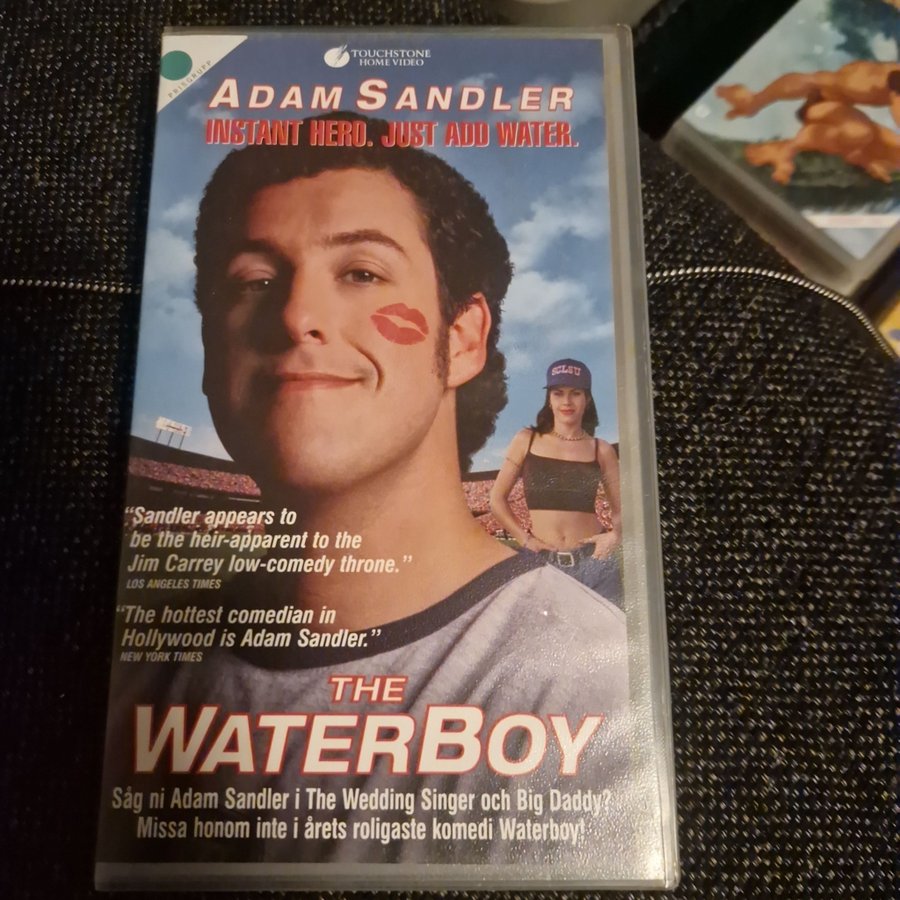 PRISGRUPP
TOUCHSTONE
HOME VIDEO
ADAM SANDLER
INSTANT HERO. JUST ADD WATER.
SCLSU
“Sandler appears to
be the heir-apparent to the
Jim Carrey low-comedy throne.”
LOS ANGELES TIMES
“The hottest comedian in
Hollywood is Adam Sandler.”
NEW YORK TIMES
THE
WATERBOY
Såg ni Adam Sandler i The Wedding Singer och Big Daddy?
Missa honom inte i årets roligaste komedi Waterboy!